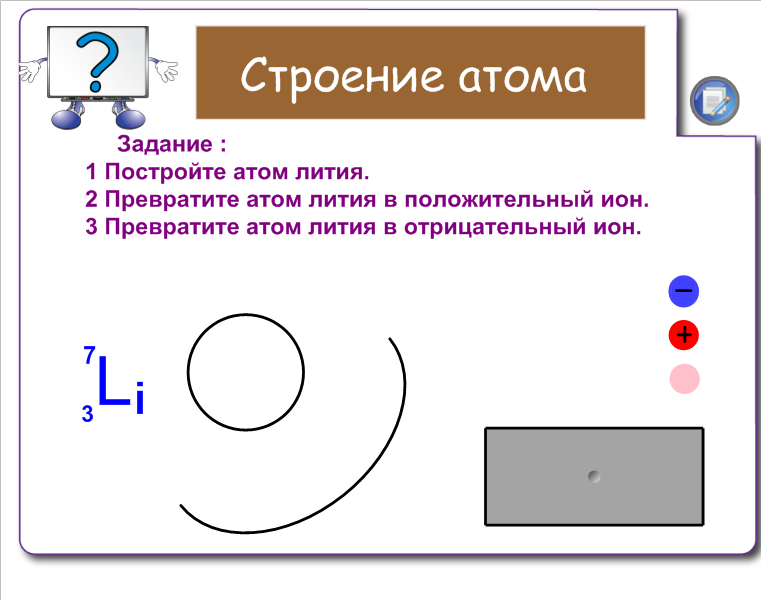 ?
Строение атома
Задание :
1 Постройте атом лития.
2 Превратите атом лития в положительный ион.
3 Превратите атом лития в отрицательный ион.
−
+
7
Li
3